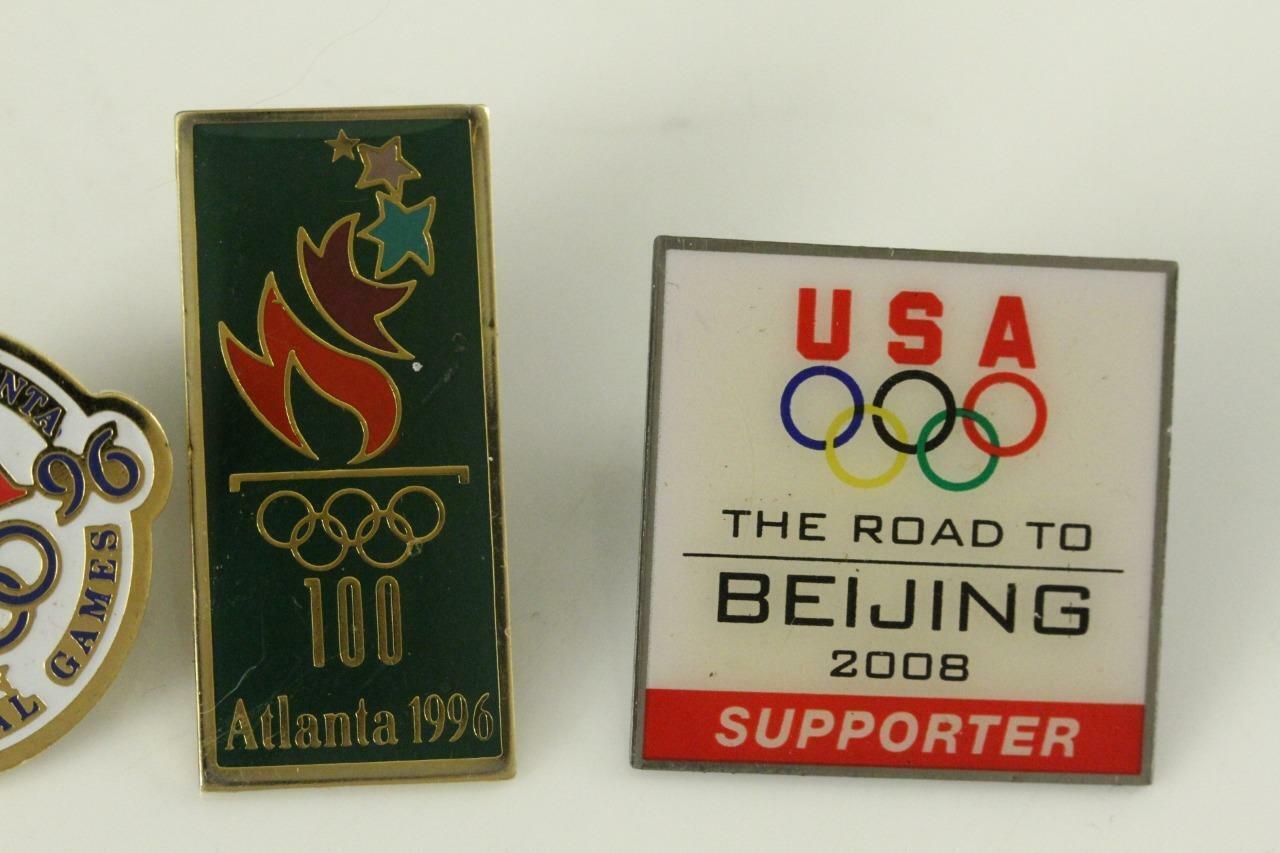 96
GAMES
100
Atlanta 1996
USA
THE ROAD TO
BEIJING
2008
SUPPORTER